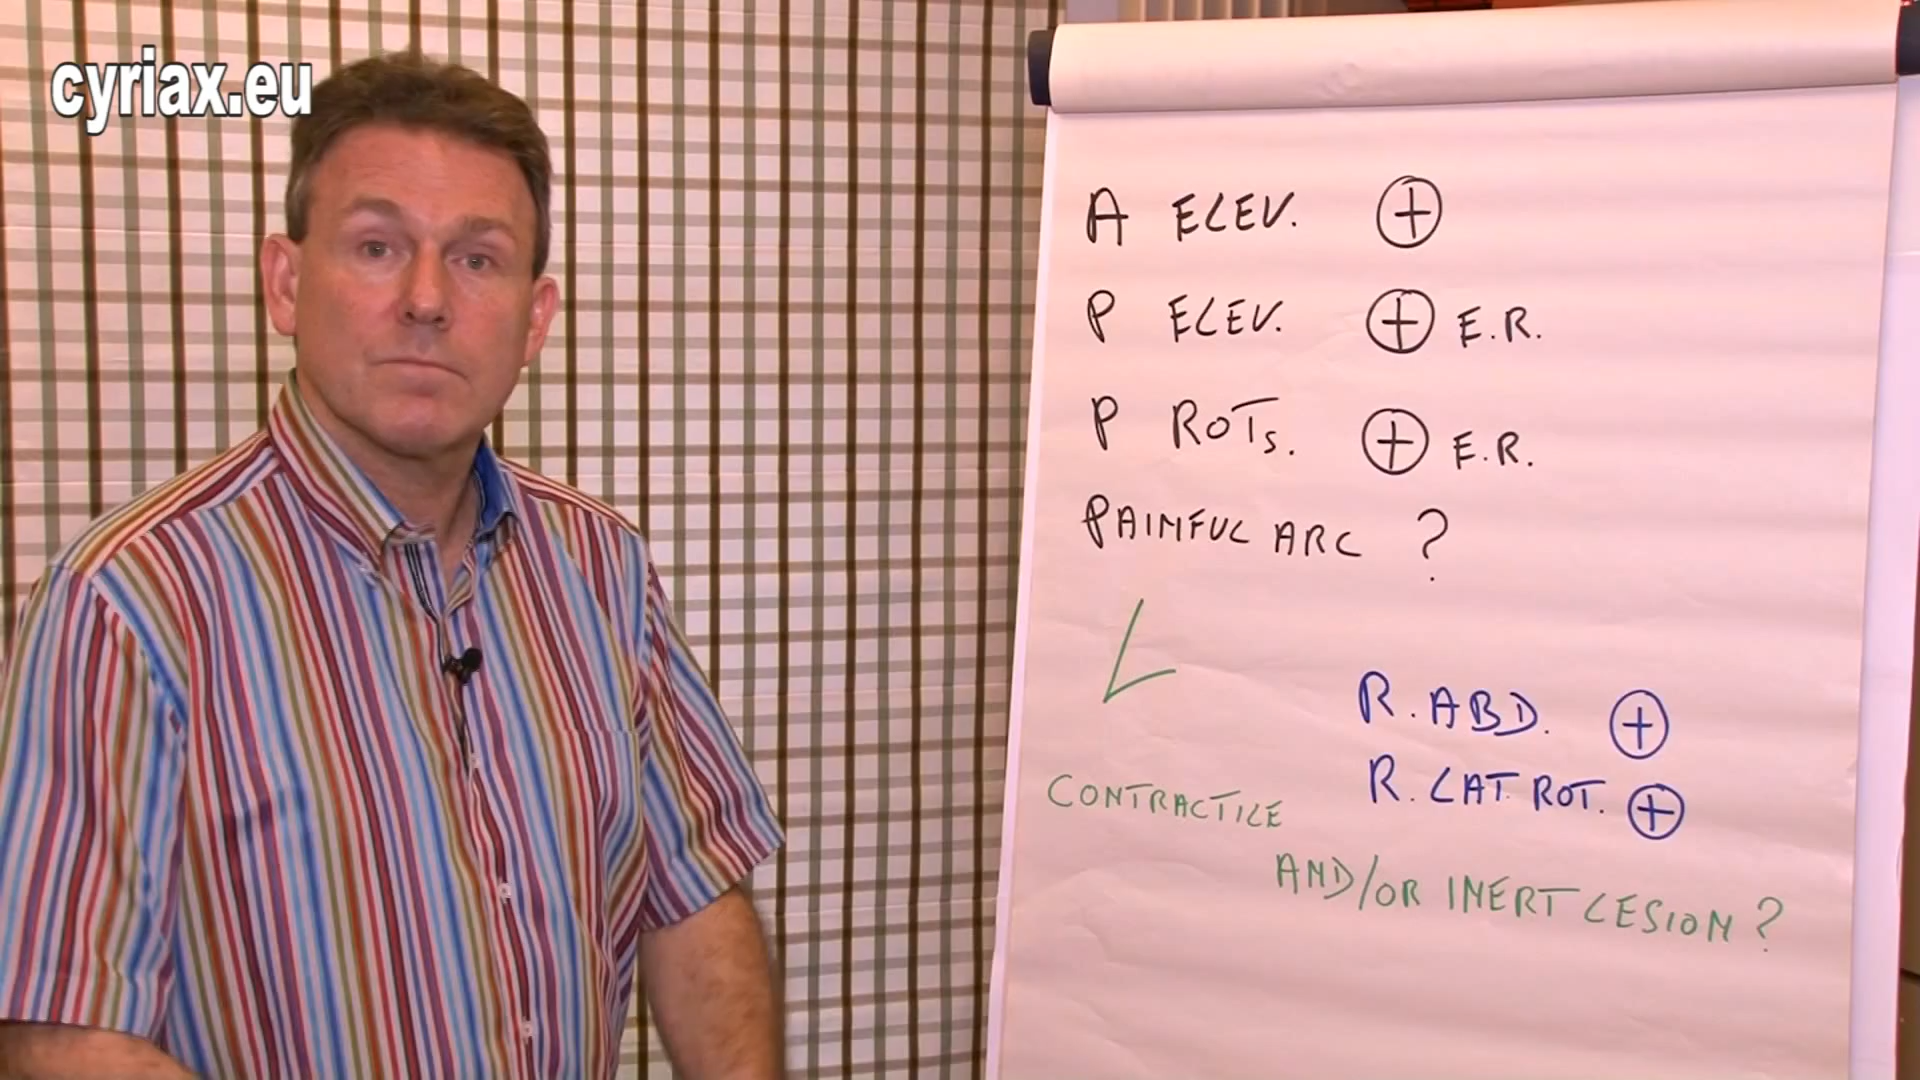 cyriax.eu
A ELEV. ⊕
P ELEV. ⊕ E.R.
P ROTS. ⊕ E.R.
PAINFUL ARC ?
R. ABD. ⊕
R. LAT. ROT. ⊕
CONTRACTILE
AND/OR INERT LESION ?